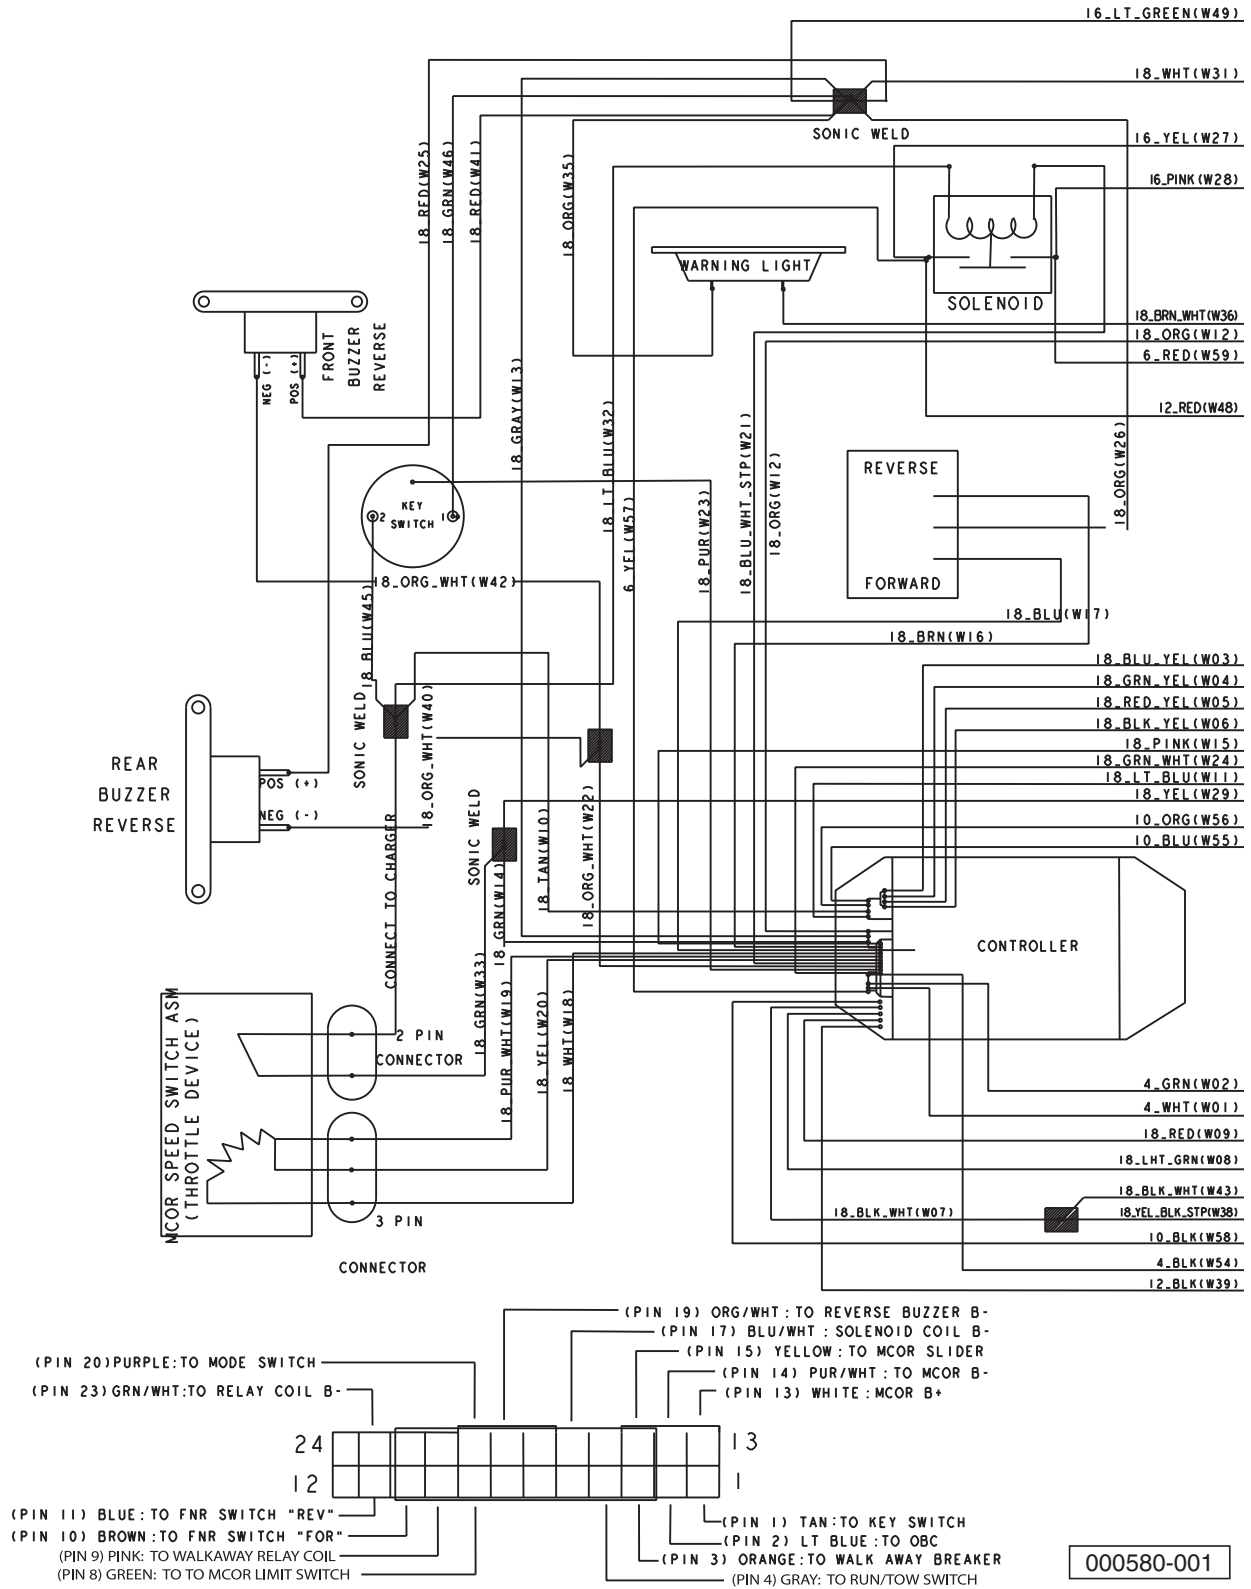 16_LT_GREEN(W49)
18_WHT(W31)
SONIC WELD
16_YEL(W27)
16_PINK(W28)
18_RED(W25)
18_GRN(W46)
18_RED(W41)
18_ORG(W35)
WARNING LIGHT
SOLENOID
18_BRN_WHT(W36)
18_ORG(W12)
6_RED(W59)
12_RED(W48)
FRONT
BUZZER
REVERSE
NEG (-)
POS (+)
18_GRAY(W13)
18_LT_BLU(W32)
6_YEL(W57)
18_PUR(W23)
18_BLU_WHT_STP(W21)
18_ORG(W12)
18_ORG(W26)
REVERSE
FORWARD
KEY
SWITCH
2
1
18_ORG_WHT(W42)
18_BLU(W45)
18_BLU(W17)
18_BRN(W16)
18_BLU_YEL(W03)
18_GRN_YEL(W04)
18_RED_YEL(W05)
18_BLK_YEL(W06)
18_PINK(W15)
18_GRN_WHT(W24)
18_LT_BLU(W11)
18_YEL(W29)
10_ORG(W56)
10_BLU(W55)
SONIC WELD
18_ORG_WHT(W40)
REAR
BUZZER
REVERSE
POS (+)
NEG (-)
CONNECT TO CHARGER
SONIC WELD
18_GRN(W14)
18_TAN(W10)
18_ORG_WHT(W22)
CONTROLLER
18_GRN(W33)
18_PUR_WHT(W19)
18_YEL(W20)
18_WHT(W18)
MCOR SPEED SWITCH ASM
(THROTTLE DEVICE)
2 PIN
CONNECTOR
3 PIN
CONNECTOR
4_GRN(W02)
4_WHT(W01)
18_RED(W09)
18_LHT_GRN(W08)
18_BLK_WHT(W43)
18_BLK_WHT(W07)
18_YEL_BLK_STP(W38)
10_BLK(W58)
4_BLK(W54)
12_BLK(W39)
(PIN 19) ORG/WHT : TO REVERSE BUZZER B-
(PIN 17) BLU/WHT : SOLENOID COIL B-
(PIN 15) YELLOW : TO MCOR SLIDER
(PIN 14) PUR/WHT : TO MCOR B-
(PIN 13) WHITE : MCOR B+
(PIN 20)PURPLE:TO MODE SWITCH
(PIN 23)GRN/WHT:TO RELAY COIL B-
24
13
12
1
(PIN 11) BLUE: TO FNR SWITCH "REV"
(PIN 10) BROWN:TO FNR SWITCH "FOR"
(PIN 9) PINK: TO WALKAWAY RELAY COIL
(PIN 8) GREEN: TO TO MCOR LIMIT SWITCH
(PIN 1) TAN:TO KEY SWITCH
(PIN 2) LT BLUE:TO OBC
(PIN 3) ORANGE:TO WALK AWAY BREAKER
(PIN 4) GRAY: TO RUN/TOW SWITCH
000580-001